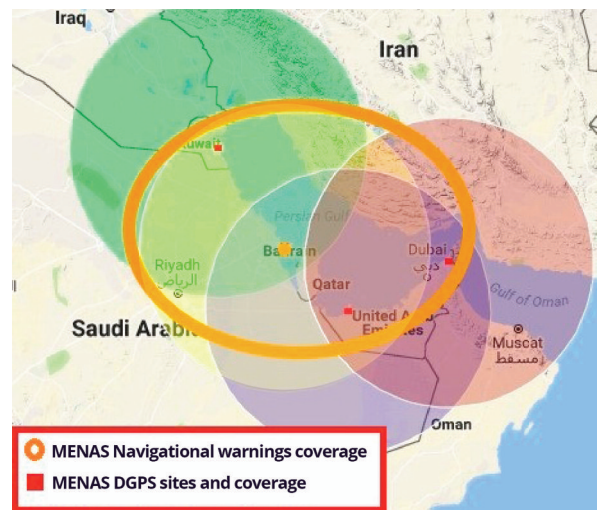 Iraq
Iran
Kuwait
Persian Gulf
Bahrain
Riyadh
الرياض
Dubai
دبي
Qatar
Gulf of Oman
United Arab
Emirates
Saudi Arabia
Muscat
مسقط
Oman
MENAS Navigational warnings coverage
MENAS DGPS sites and coverage